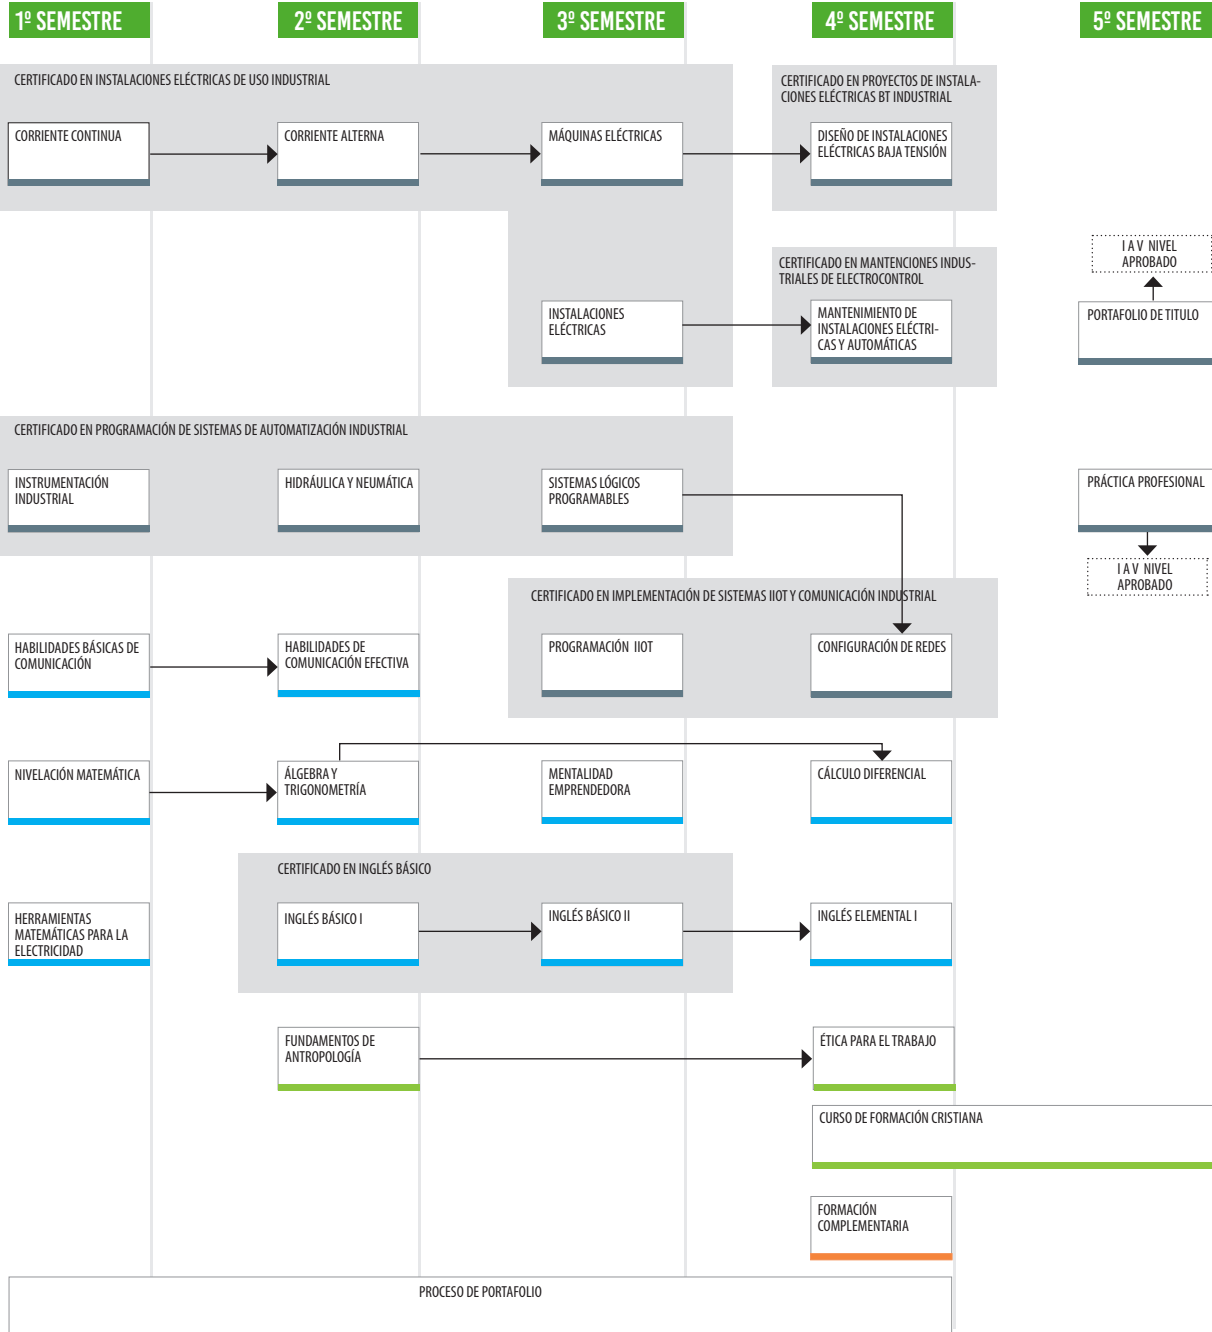 1º SEMESTRE
2º SEMESTRE
3º SEMESTRE
4º SEMESTRE
5º SEMESTRE
CERTIFICADO EN INSTALACIONES ELÉCTRICAS DE USO INDUSTRIAL
CERTIFICADO EN PROYECTOS DE INSTALA-
CIONES ELÉCTRICAS BT INDUSTRIAL
CORRIENTE CONTINUA
CORRIENTE ALTERNA
MÁQUINAS ELÉCTRICAS
DISEÑO DE INSTALACIONES
ELÉCTRICAS BAJA TENSIÓN
I A V NIVEL
APROBADO
CERTIFICADO EN MANTENCIONES INDUS-
TRIALES DE ELECTROCONTROL
INSTALACIONES
ELÉCTRICAS
MANTENIMIENTO DE
INSTALACIONES ELÉCTRI-
CAS Y AUTOMÁTICAS
PORTAFOLIO DE TITULO
CERTIFICADO EN PROGRAMACIÓN DE SISTEMAS DE AUTOMATIZACIÓN INDUSTRIAL
INSTRUMENTACIÓN
INDUSTRIAL
HIDRÁULICA Y NEUMÁTICA
SISTEMAS LÓGICOS
PROGRAMABLES
PRÁCTICA PROFESIONAL
I A V NIVEL
APROBADO
CERTIFICADO EN IMPLEMENTACIÓN DE SISTEMAS IIOT Y COMUNICACIÓN INDUSTRIAL
HABILIDADES BÁSICAS DE
COMUNICACIÓN
HABILIDADES DE
COMUNICACIÓN EFECTIVA
PROGRAMACIÓN IIOT
CONFIGURACIÓN DE REDES
NIVELACIÓN MATEMÁTICA
ÁLGEBRA Y
TRIGONOMETRÍA
MENTALIDAD
EMPRENDEDORA
CÁLCULO DIFERENCIAL
CERTIFICADO EN INGLÉS BÁSICO
HERRAMIENTAS
MATEMÁTICAS PARA LA
ELECTRICIDAD
INGLÉS BÁSICO I
INGLÉS BÁSICO II
INGLÉS ELEMENTAL I
FUNDAMENTOS DE
ANTROPOLOGÍA
ÉTICA PARA EL TRABAJO
CURSO DE FORMACIÓN CRISTIANA
FORMACIÓN
COMPLEMENTARIA
PROCESO DE PORTAFOLIO